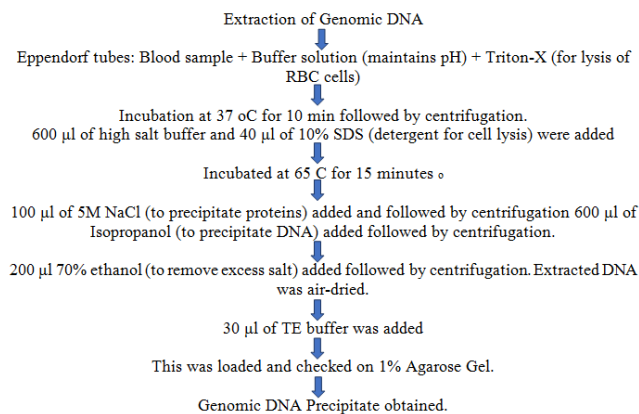 Extraction of Genomic DNA
Eppendorf tubes: Blood sample + Buffer solution (maintains pH) + Triton-X (for lysis of
RBC cells)
Incubation at 37 oC for 10 min followed by centrifugation.
600 µl of high salt buffer and 40 µl of 10% SDS (detergent for cell lysis) were added
Incubated at 65 C for 15 minutes o
100 µl of 5M NaCl (to precipitate proteins) added and followed by centrifugation 600 µl of
Isopropanol (to precipitate DNA) added followed by centrifugation.
200 µl 70% ethanol (to remove excess salt) added followed by centrifugation. Extracted DNA
was air-dried.
30 µl of TE buffer was added
This was loaded and checked on 1% Agarose Gel.
Genomic DNA Precipitate obtained.